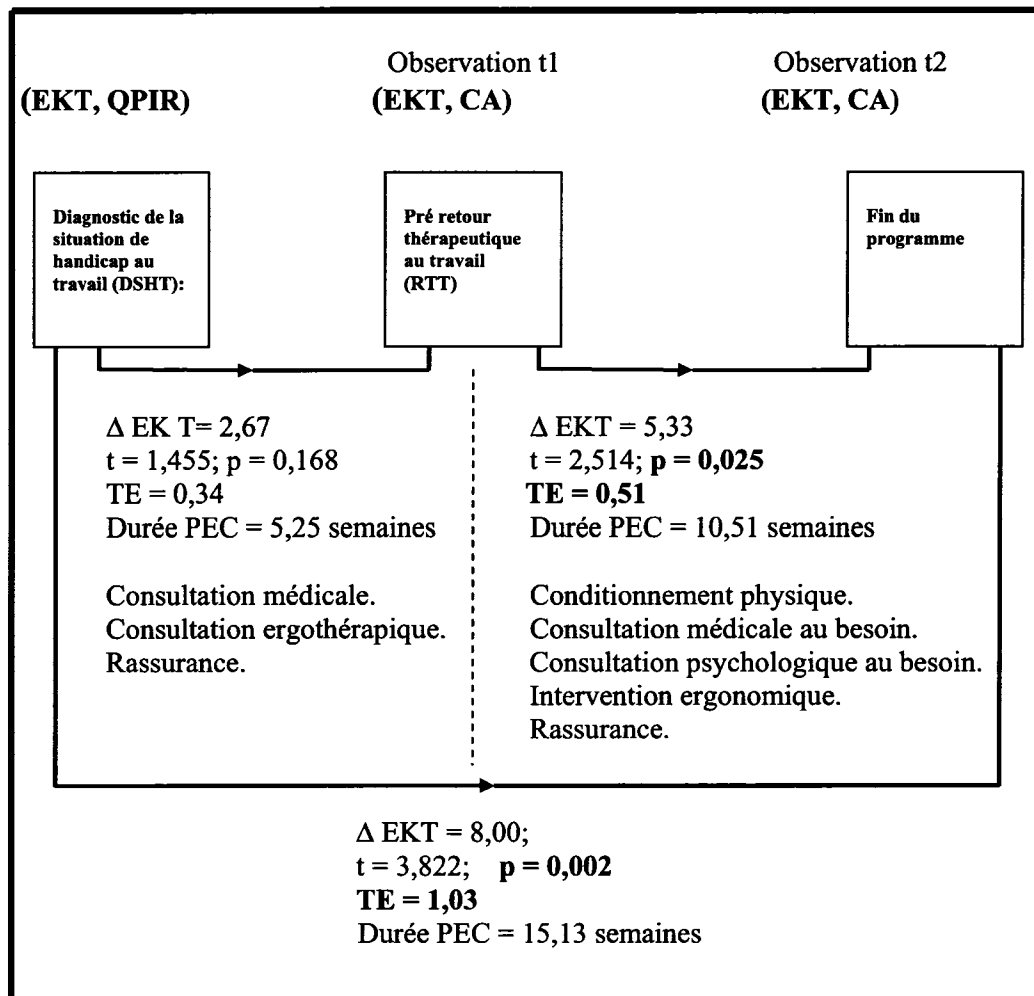 Observation t1
Observation t2
(EKT, QPIR)
(EKT, CA)
(EKT, CA)
Diagnostic de la
situation de
handicap au
travail (DSHT):
Pré retour
thérapeutique
au travail
(RTT)
Fin du
programme
Δ EK T= 2,67
t = 1,455; p = 0,168
TE = 0,34
Durée PEC = 5,25 semaines
Consultation médicale.
Consultation ergothérapique.
Rassurance.
Δ EKT = 5,33
t = 2,514; p = 0,025
TE = 0,51
Durée PEC = 10,51 semaines
Conditionnement physique.
Consultation médicale au besoin.
Consultation psychologique au besoin.
Intervention ergonomique.
Rassurance.
Δ EKT = 8,00;
t = 3,822; p = 0,002
TE = 1,03
Durée PEC = 15,13 semaines